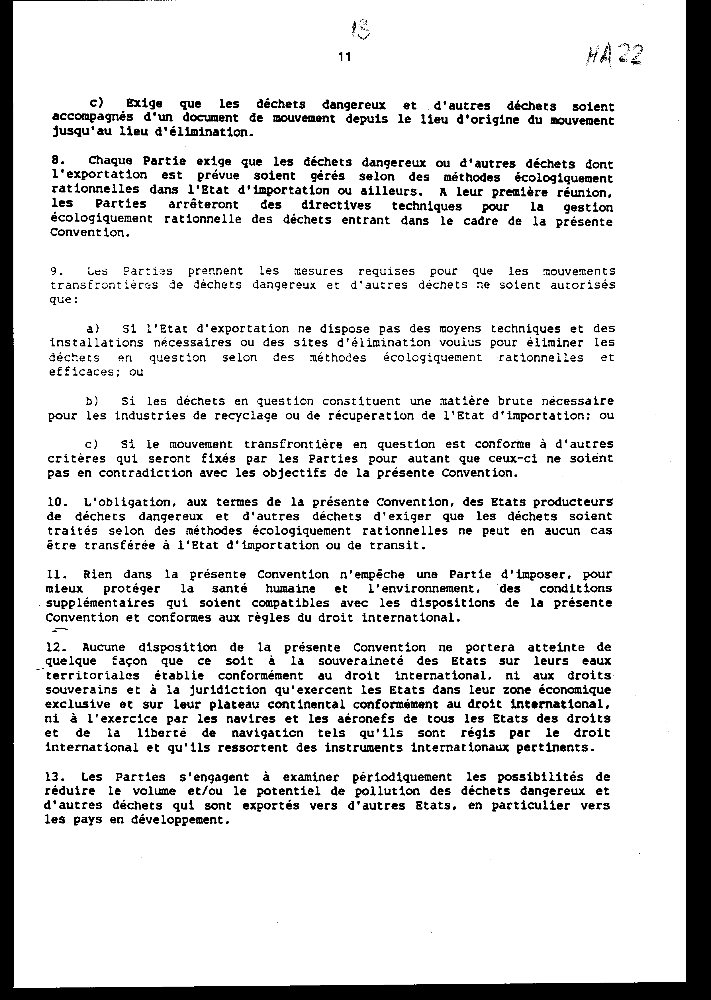 13
11
HA 22
c) Exige que les déchets dangereux et d'autres déchets soient
accompagnés d'un document de mouvement depuis le lieu d'origine du mouvement
jusqu'au lieu d'élimination.
8. Chaque Partie exige que les déchets dangereux ou d'autres déchets dont
l'exportation est prévue soient gérés selon des méthodes écologiquement
rationnelles dans l'Etat d'importation ou ailleurs. A leur première réunion,
les Parties arrêteront des directives techniques pour la gestion
écologiquement rationnelle des déchets entrant dans le cadre de la présente
Convention.
9. Les Parties prennent les mesures requises pour que les mouvements
transfrontières de déchets dangereux et d'autres déchets ne soient autorisés
que:
a) Si l'Etat d'exportation ne dispose pas des moyens techniques et des
installations nécessaires ou des sites d'élimination voulus pour éliminer les
déchets en question selon des méthodes écologiquement rationnelles et
efficaces; ou
b) Si les déchets en question constituent une matière brute nécessaire
pour les industries de recyclage ou de récupération de l'Etat d'importation; ou
c) Si le mouvement transfrontière en question est conforme à d'autres
critères qui seront fixés par les Parties pour autant que ceux-ci ne soient
pas en contradiction avec les objectifs de la présente Convention.
10. L'obligation, aux termes de la présente Convention, des Etats producteurs
de déchets dangereux et d'autres déchets d'exiger que les déchets soient
traités selon des méthodes écologiquement rationnelles ne peut en aucun cas
être transférée à l'Etat d'importation ou de transit.
11. Rien dans la présente Convention n'empêche une Partie d'imposer, pour
mieux protéger la santé humaine et l'environnement, des conditions
supplémentaires qui soient compatibles avec les dispositions de la présente
Convention et conformes aux règles du droit international.
12. Aucune disposition de la présente Convention ne portera atteinte de
quelque façon que ce soit à la souveraineté des Etats sur leurs eaux
territoriales établie conformément au droit international, ni aux droits
souverains et à la juridiction qu'exercent les Etats dans leur zone économique
exclusive et sur leur plateau continental conformément au droit international,
ni à l'exercice par les navires et les aéronefs de tous les Etats des droits
et de la liberté de navigation tels qu'ils sont régis par le droit
international et qu'ils ressortent des instruments internationaux pertinents.
13. Les Parties s'engagent à examiner périodiquement les possibilités de
réduire le volume et/ou le potentiel de pollution des déchets dangereux et
d'autres déchets qui sont exportés vers d'autres Etats, en particulier vers
les pays en développement.